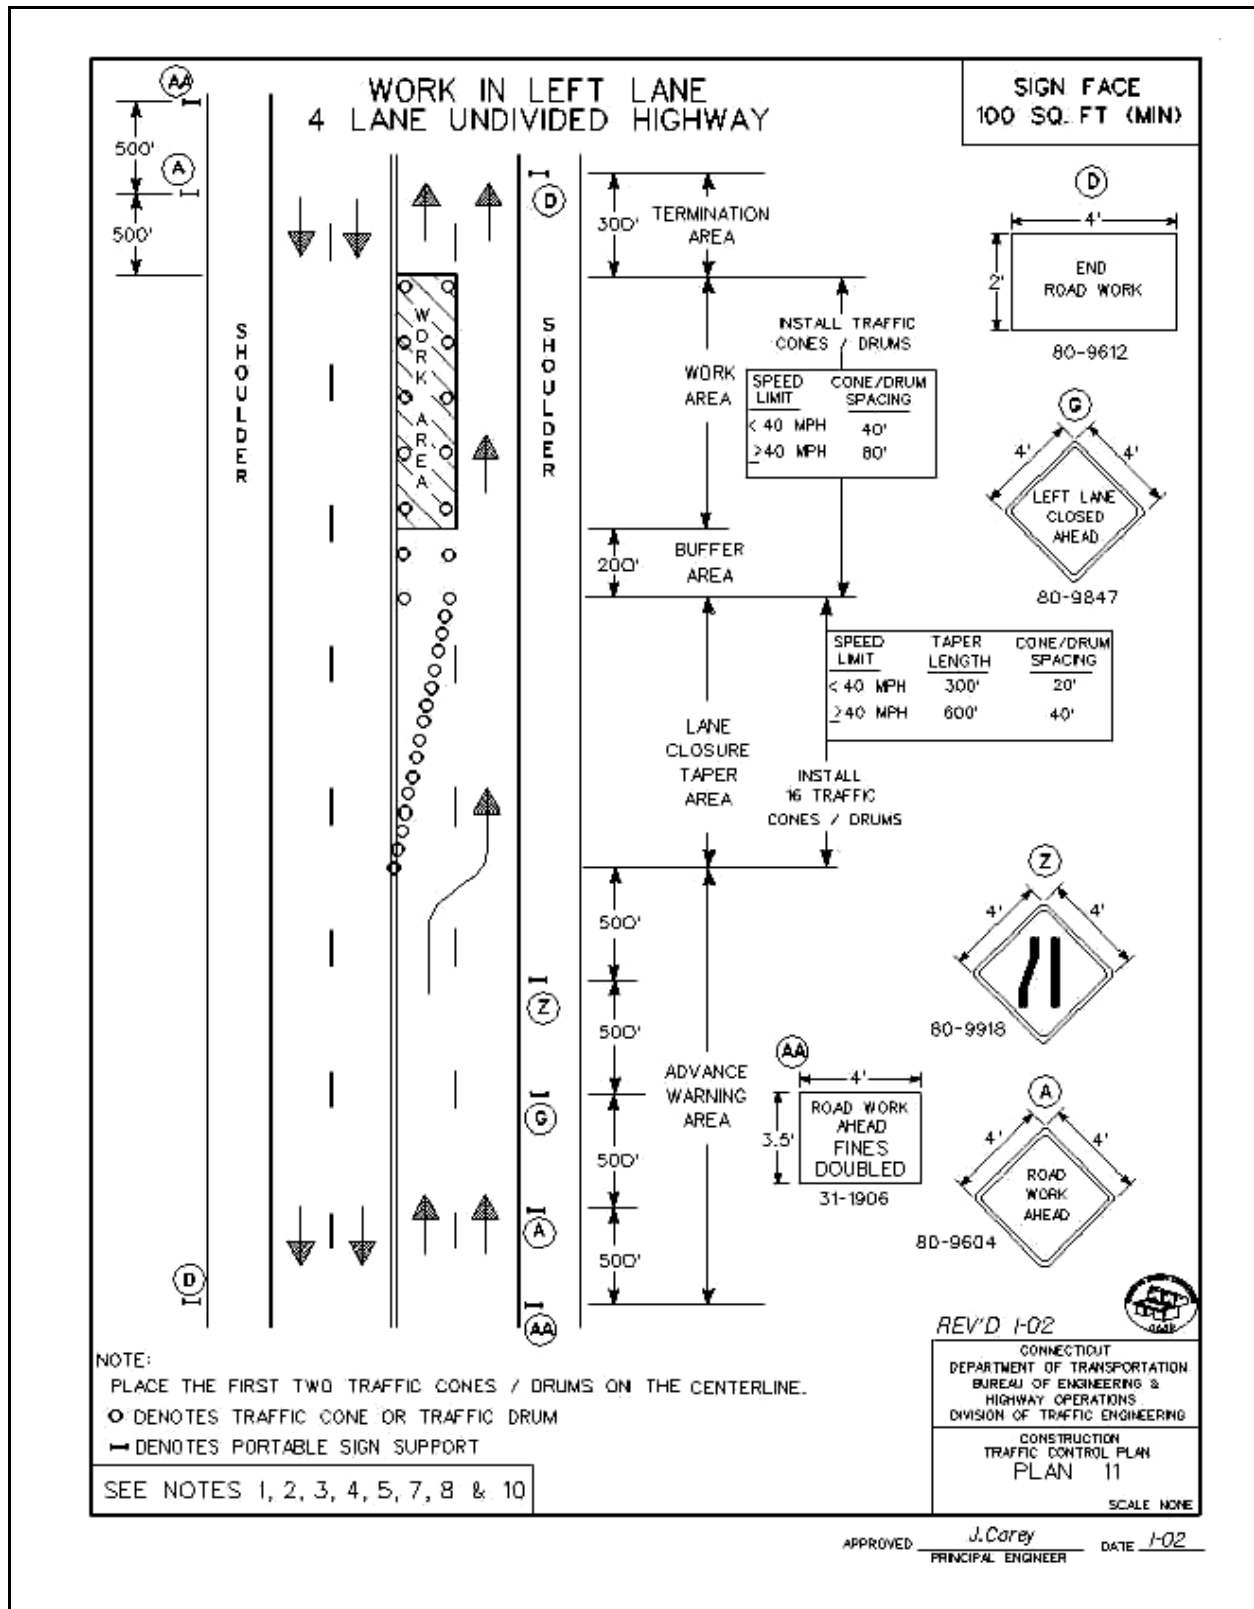 WORK IN LEFT LANE
4 LANE UNDIVIDED HIGHWAY
SIGN FACE
100 SQ. FT (MIN)
AA
500'
A
500'
D
300'
TERMINATION
AREA
D
4'
2'
END
ROAD WORK
80-9612
SHOULDER
WORK AREA
SHOULDER
WORK
AREA
INSTALL TRAFFIC
CONES / DRUMS
SPEED LIMIT CONE/DRUM SPACING
< 40 MPH 40'
≥40 MPH 80'
G
4' 4'
LEFT LANE
CLOSED
AHEAD
80-9847
200'
BUFFER
AREA
SPEED LIMIT TAPER LENGTH CONE/DRUM SPACING
< 40 MPH 300' 20'
≥40 MPH 600' 40'
LANE
CLOSURE
TAPER
AREA
INSTALL
16 TRAFFIC
CONES / DRUMS
500'
Z
500'
G
500'
A
500'
AA
D
ADVANCE
WARNING
AREA
Z
4' 4'
80-9918
AA
4'
3.5'
ROAD WORK
AHEAD
FINES
DOUBLED
31-1906
A
4' 4'
ROAD
WORK
AHEAD
80-9604
REV'D 1-02
NOTE:
PLACE THE FIRST TWO TRAFFIC CONES / DRUMS ON THE CENTERLINE.
O DENOTES TRAFFIC CONE OR TRAFFIC DRUM
DENOTES PORTABLE SIGN SUPPORT
SEE NOTES 1, 2, 3, 4, 5, 7, 8 & 10
CONNECTICUT
DEPARTMENT OF TRANSPORTATION
BUREAU OF ENGINEERING &
HIGHWAY OPERATIONS
DIVISION OF TRAFFIC ENGINEERING
CONSTRUCTION
TRAFFIC CONTROL PLAN
PLAN 11
SCALE NONE
APPROVED J. Carey DATE 1-02
PRINCIPAL ENGINEER